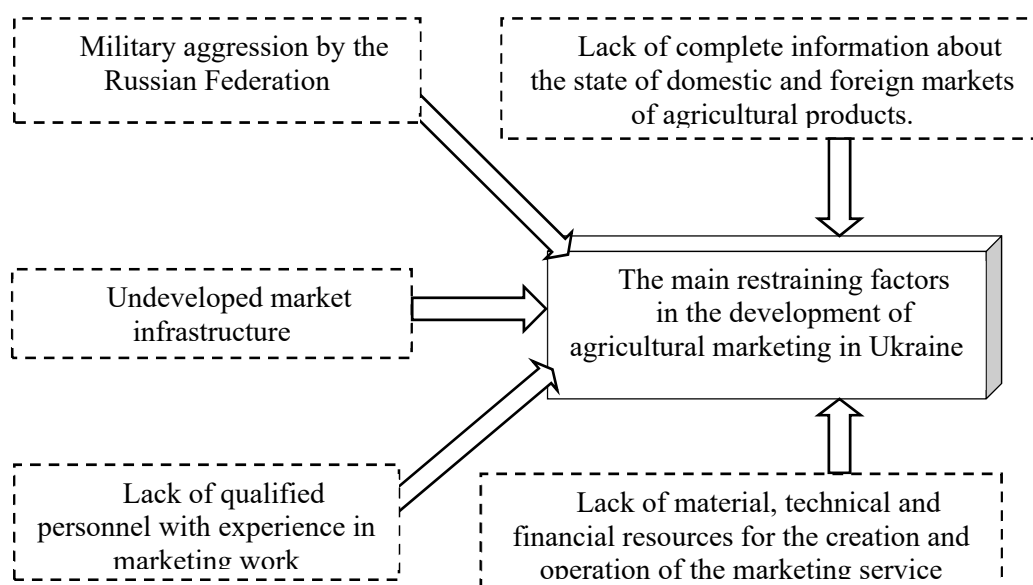 Military aggression by the
Russian Federation
Lack of complete information about
the state of domestic and foreign markets
of agricultural products.
Undeveloped market
infrastructure
The main restraining factors
in the development of
agricultural marketing in Ukraine
Lack of qualified
personnel with experience in
marketing work
Lack of material, technical and
financial resources for the creation and
operation of the marketing service